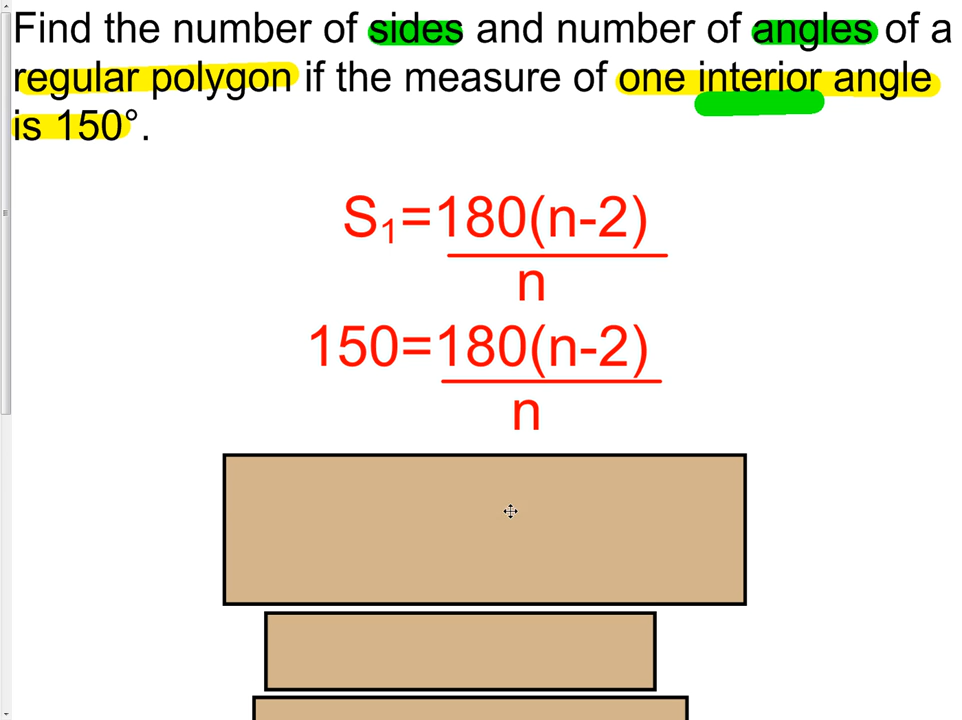 Find the number of sides and number of angles of a
regular polygon if the measure of one interior angle
is 150°.
S₁=180(n-2)
n
150=180(n-2)
n